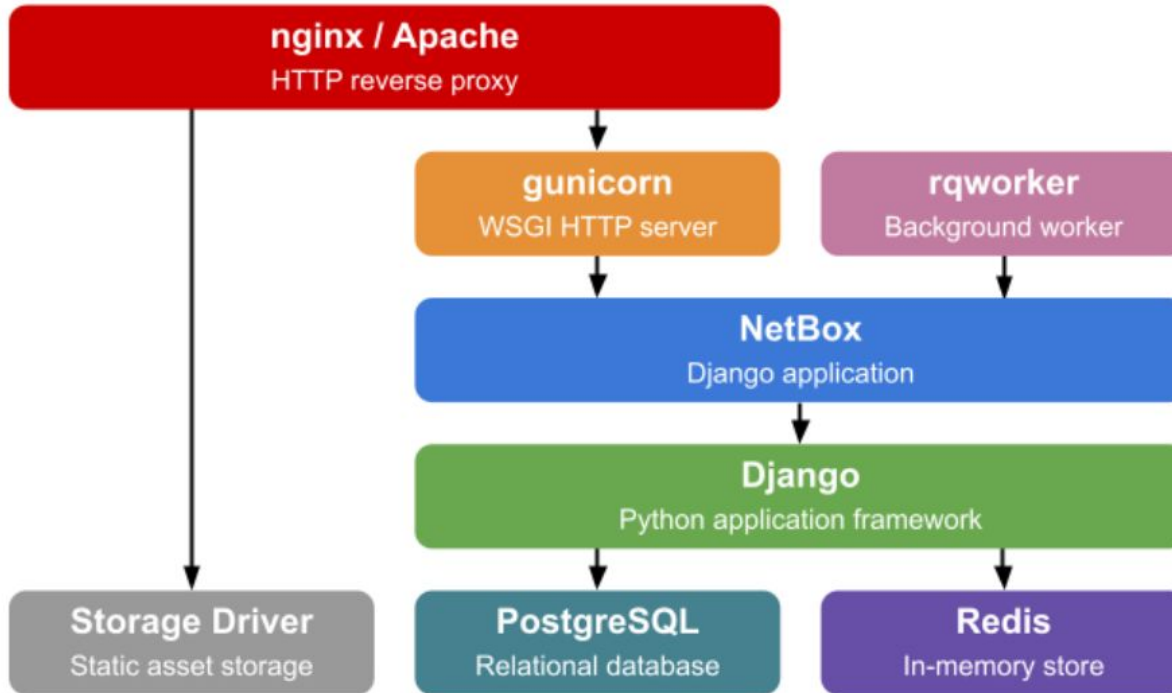 nginx / Apache
HTTP reverse proxy
gunicorn
WSGI HTTP server
rqworker
Background worker
NetBox
Django application
Django
Python application framework
Storage Driver
Static asset storage
PostgreSQL
Relational database
Redis
In-memory store